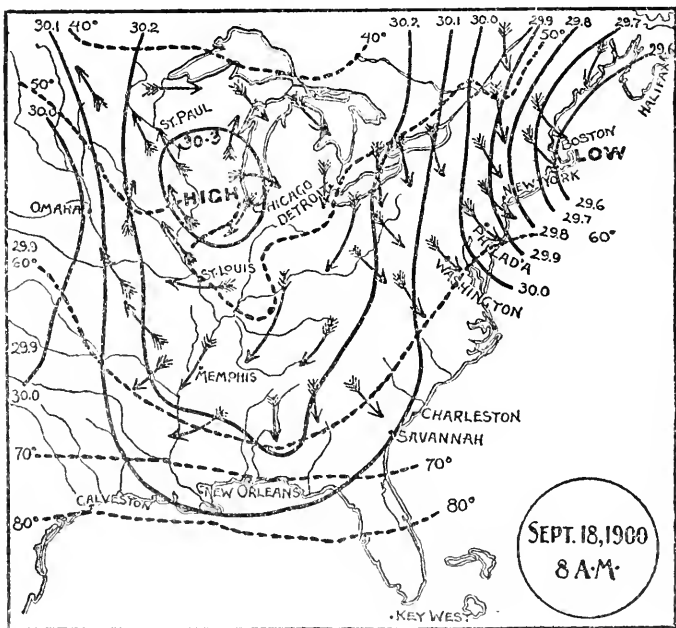 30.1 40° 30.2 30.2 30.1 30.0 29.9 29.8 29.7
50° 40° 50° 29.6
30.0 ST. PAUL HALIFAX
30.3 BOSTON
HIGH LOW
OMAHA CHICAGO NEW-YORK
DETROIT 29.6
29.7
29.9 PHILAD'A 29.8 60°
60° ST. LOUIS 29.9
WASHINGTON 30.0
29.9
MEMPHIS
30.0
CHARLESTON
SAVANNAH
70° 70°
NEW ORLEANS
CALVESTON
80° 80°
SEPT. 18, 1900
8 A.M.
KEY WEST